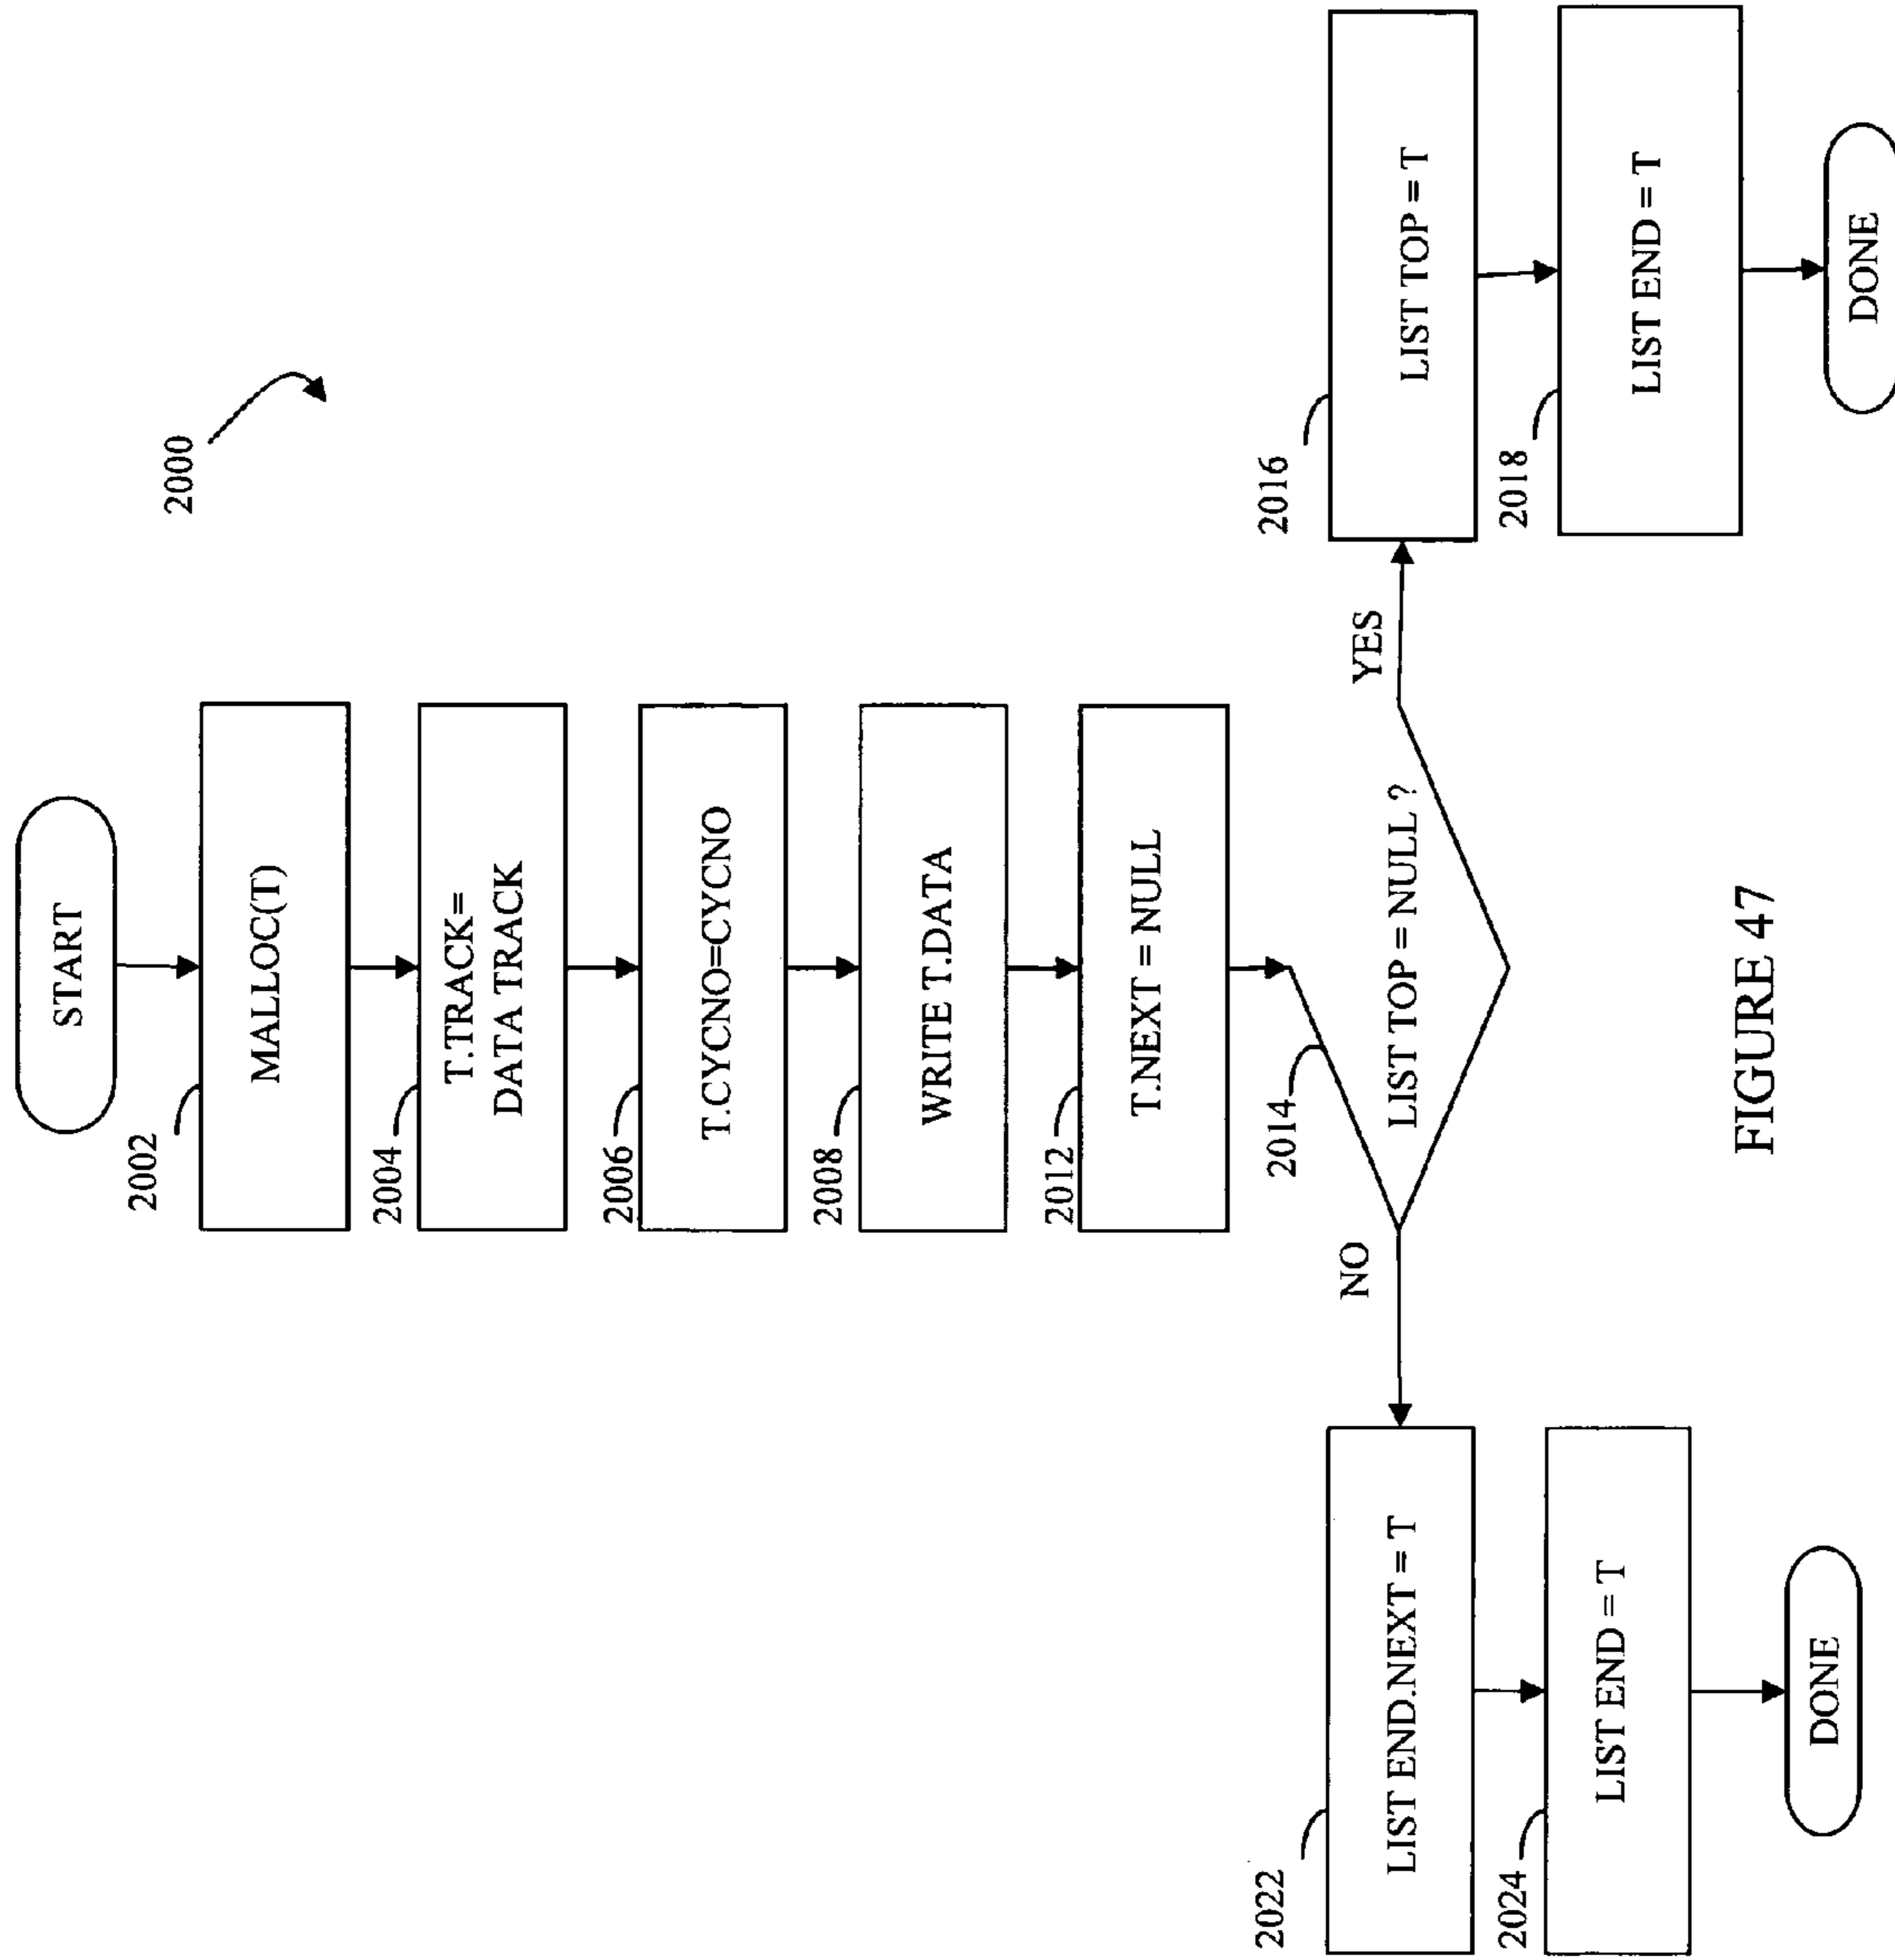 2000
START
2002
MALLOC(T)
2004
T.TRACK=
DATA TRACK
2006
T.CYCNO=CYCNO
2008
WRITE T.DATA
2012
T.NEXT = NULL
2014
LIST TOP = NULL ?
NO
YES
2022
LIST END.NEXT = T
2024
LIST END = T
DONE
2016
LIST TOP = T
2018
LIST END = T
DONE
FIGURE 47